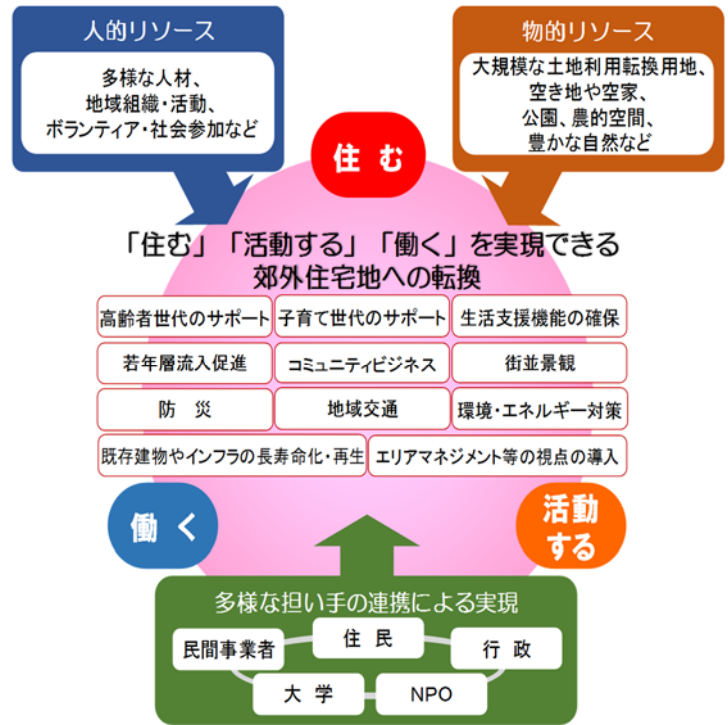 人的リソース
多様な人材、
地域組織・活動、
ボランティア・社会参加など
物的リソース
大規模な土地利用転換用地、
空き地や空家、
公園、農的空間、
豊かな自然など
住 む
「住む」「活動する」「働く」を実現できる
郊外住宅地への転換
高齢者世代のサポート
子育て世代のサポート
生活支援機能の確保
若年層流入促進
コミュニティビジネス
街並景観
防 災
地域交通
環境・エネルギー対策
既存建物やインフラの長寿命化・再生
エリアマネジメント等の視点の導入
働 く
活動
する
多様な担い手の連携による実現
民間事業者
住 民
行 政
大 学
NPO